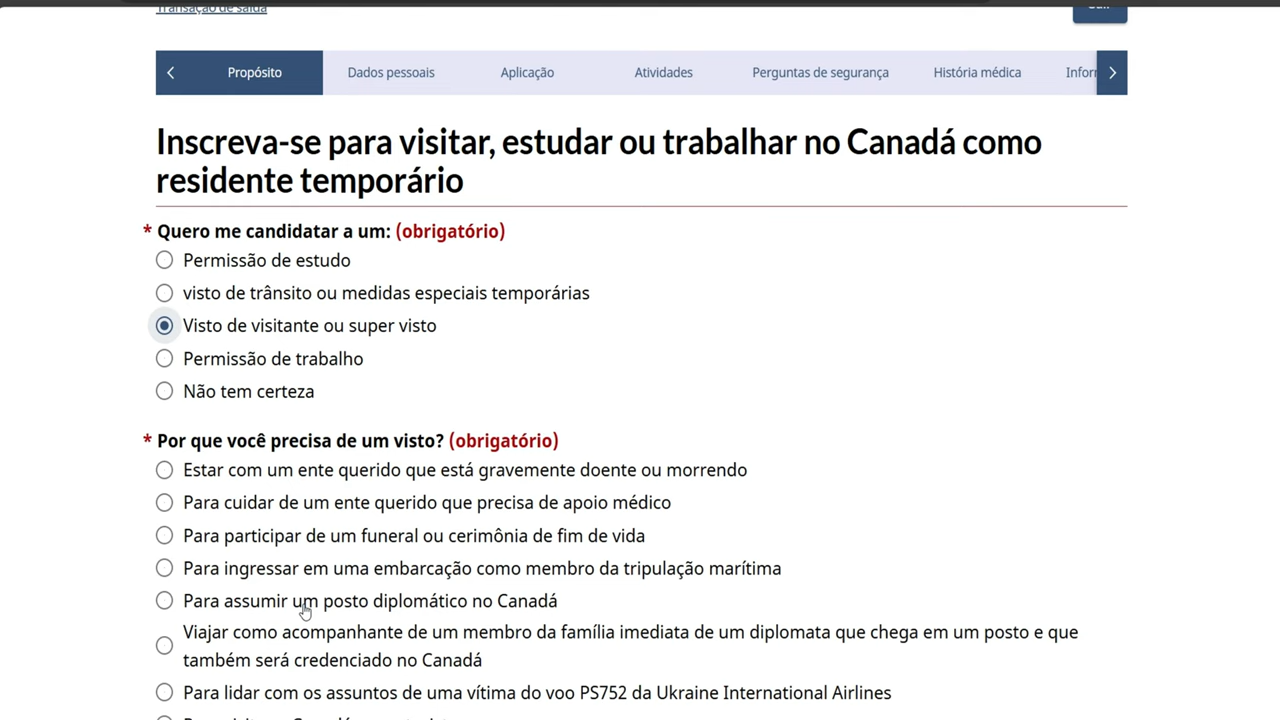 Transação de saída
Propósito
Dados pessoais
Aplicação
Atividades
Perguntas de segurança
História médica
Infor
Inscreva-se para visitar, estudar ou trabalhar no Canadá como
residente temporário
* Quero me candidatar a um: (obrigatório)
Permissão de estudo
visto de trânsito ou medidas especiais temporárias
Visto de visitante ou super visto
Permissão de trabalho
Não tem certeza
* Por que você precisa de um visto? (obrigatório)
Estar com um ente querido que está gravemente doente ou morrendo
Para cuidar de um ente querido que precisa de apoio médico
Para participar de um funeral ou cerimônia de fim de vida
Para ingressar em uma embarcação como membro da tripulação marítima
Para assumir um posto diplomático no Canadá
Viajar como acompanhante de um membro da família imediata de um diplomata que chega em um posto e que
também será credenciado no Canadá
Para lidar com os assuntos de uma vítima do voo PS752 da Ukraine International Airlines